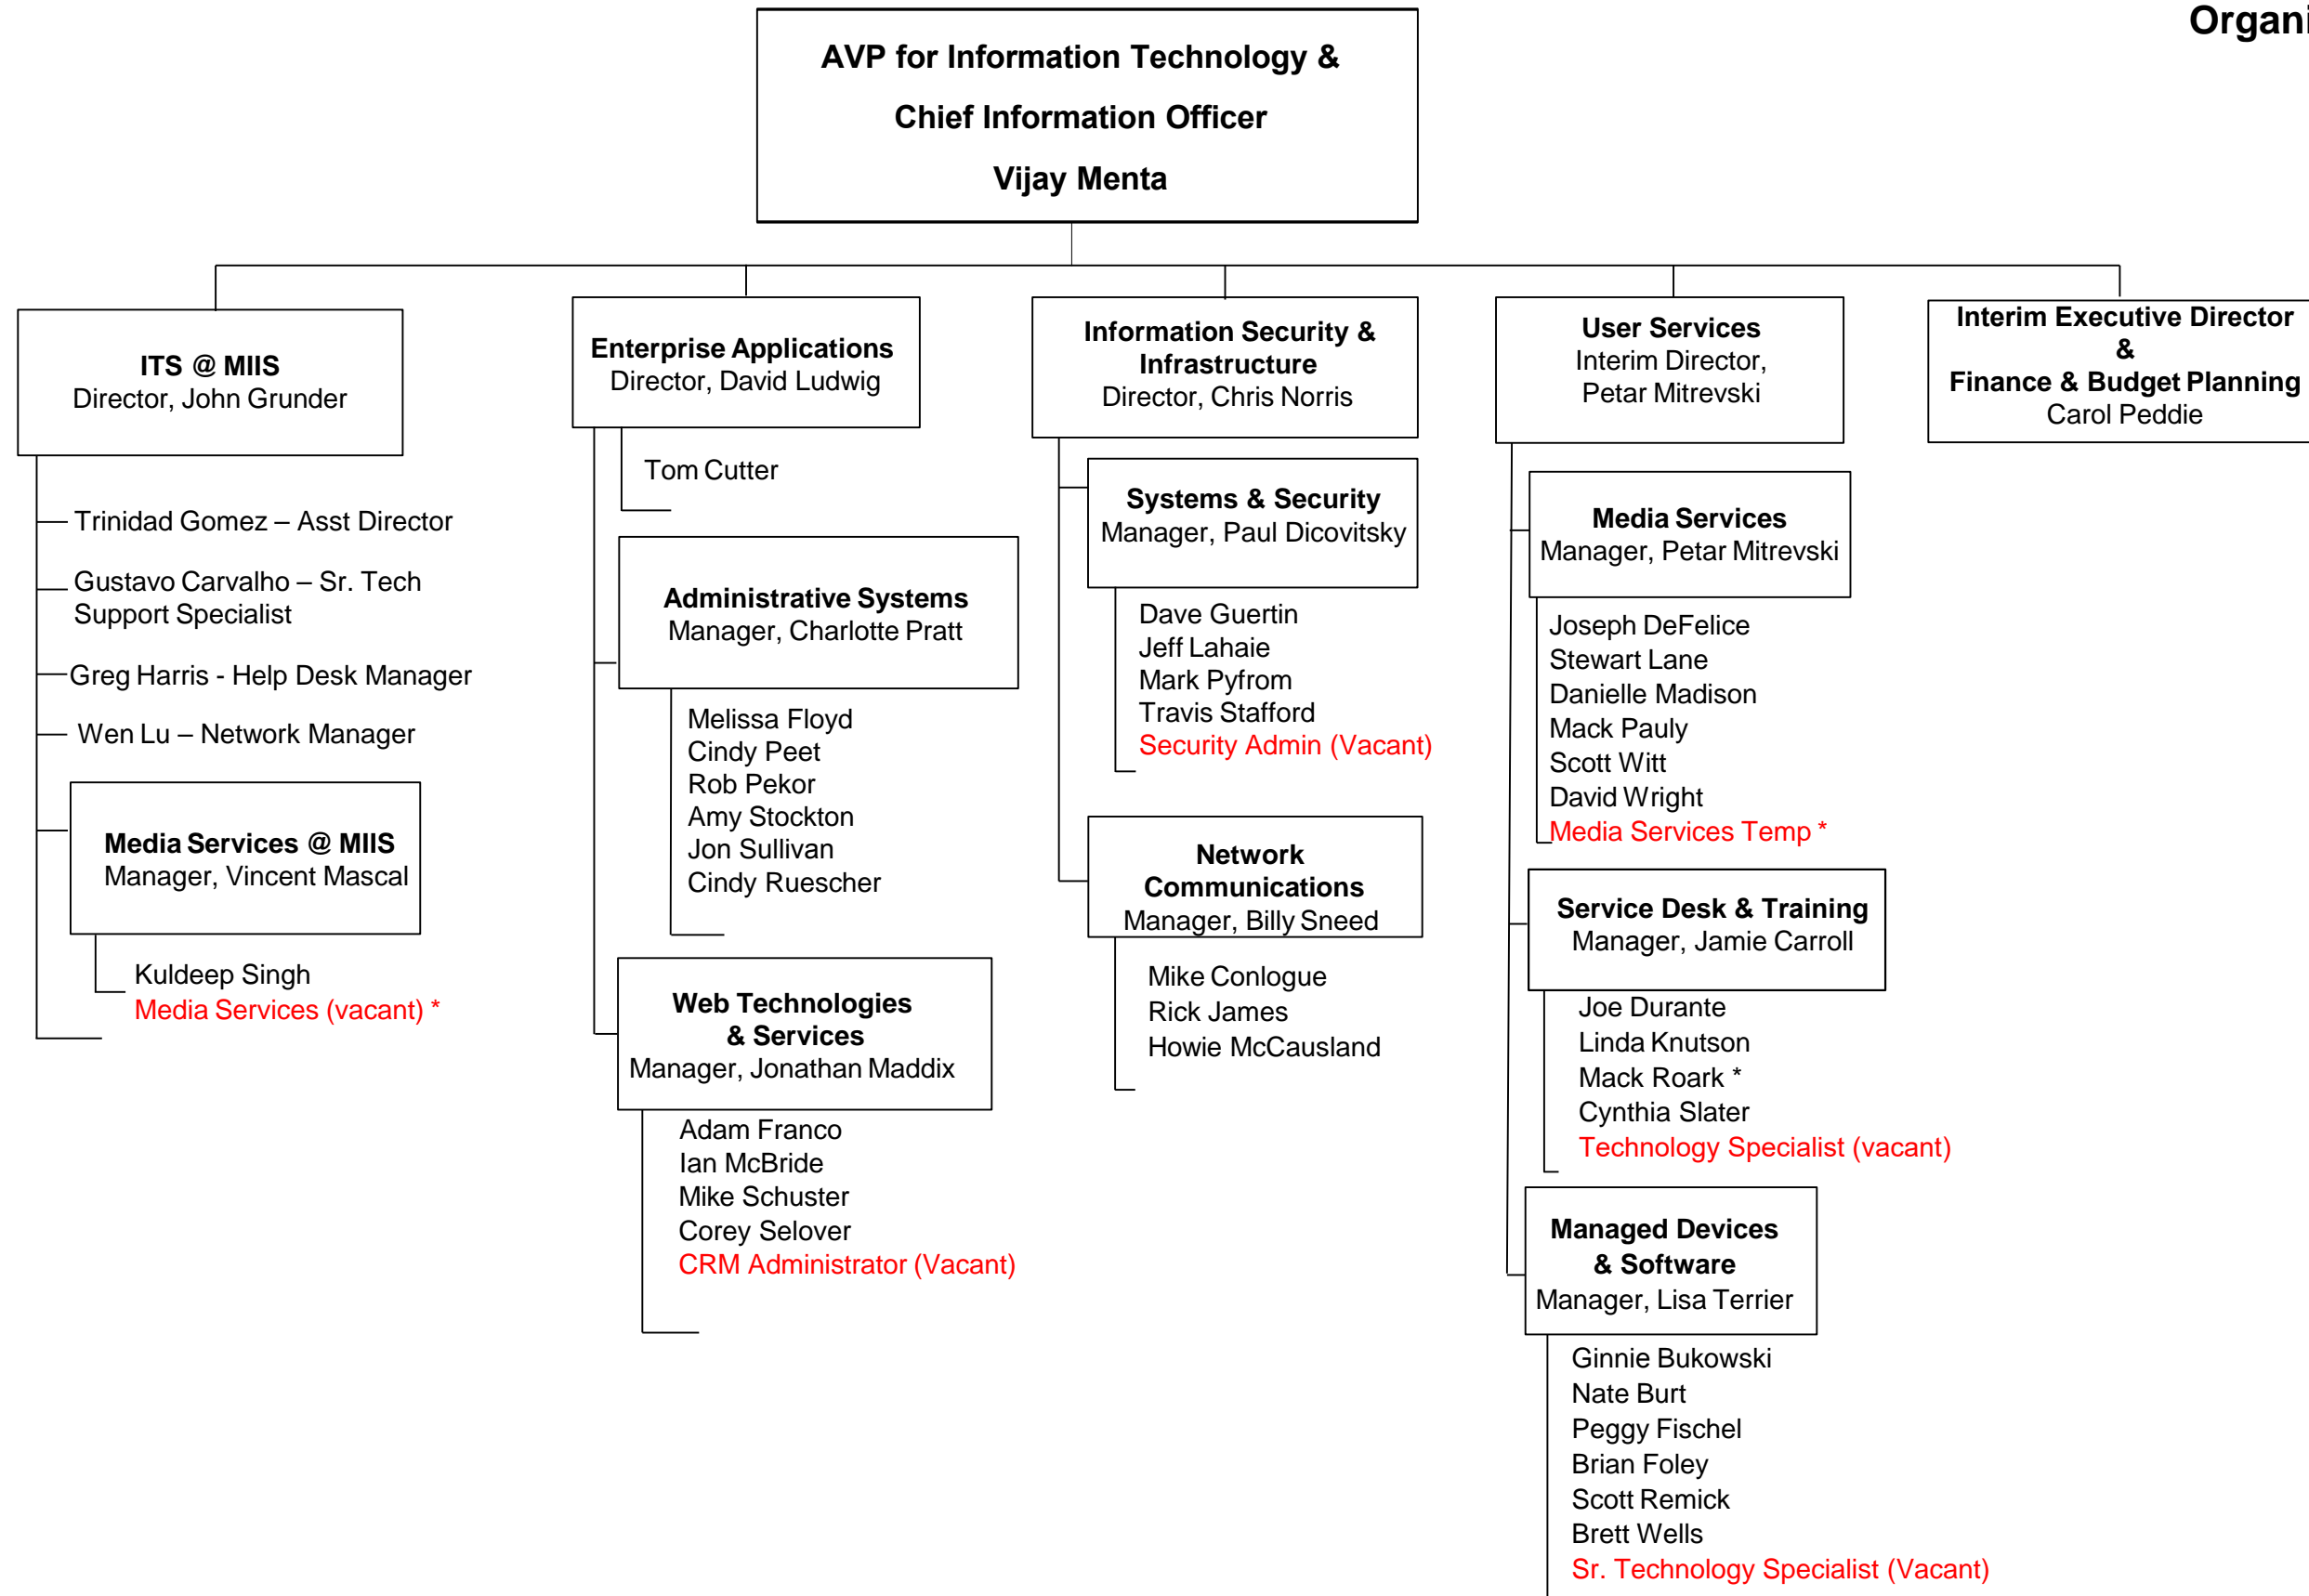 Organi
AVP for Information Technology &
Chief Information Officer
Vijay Menta
ITS @ MIIS
Director, John Grunder
Trinidad Gomez – Asst Director
Gustavo Carvalho – Sr. Tech
Support Specialist
Greg Harris - Help Desk Manager
Wen Lu – Network Manager
Media Services @ MIIS
Manager, Vincent Mascal
Kuldeep Singh
Media Services (vacant) *
Enterprise Applications
Director, David Ludwig
Tom Cutter
Administrative Systems
Manager, Charlotte Pratt
Melissa Floyd
Cindy Peet
Rob Pekor
Amy Stockton
Jon Sullivan
Cindy Ruescher
Web Technologies
& Services
Manager, Jonathan Maddix
Adam Franco
Ian McBride
Mike Schuster
Corey Selover
CRM Administrator (Vacant)
Information Security &
Infrastructure
Director, Chris Norris
Systems & Security
Manager, Paul Dicovitsky
Dave Guertin
Jeff Lahaie
Mark Pyfrom
Travis Stafford
Security Admin (Vacant)
Network
Communications
Manager, Billy Sneed
Mike Conlogue
Rick James
Howie McCausland
User Services
Interim Director,
Petar Mitrevski
Media Services
Manager, Petar Mitrevski
Joseph DeFelice
Stewart Lane
Danielle Madison
Mack Pauly
Scott Witt
David Wright
Media Services Temp *
Service Desk & Training
Manager, Jamie Carroll
Joe Durante
Linda Knutson
Mack Roark *
Cynthia Slater
Technology Specialist (vacant)
Managed Devices
& Software
Manager, Lisa Terrier
Ginnie Bukowski
Nate Burt
Peggy Fischel
Brian Foley
Scott Remick
Brett Wells
Sr. Technology Specialist (Vacant)
Interim Executive Director
&
Finance & Budget Planning
Carol Peddie